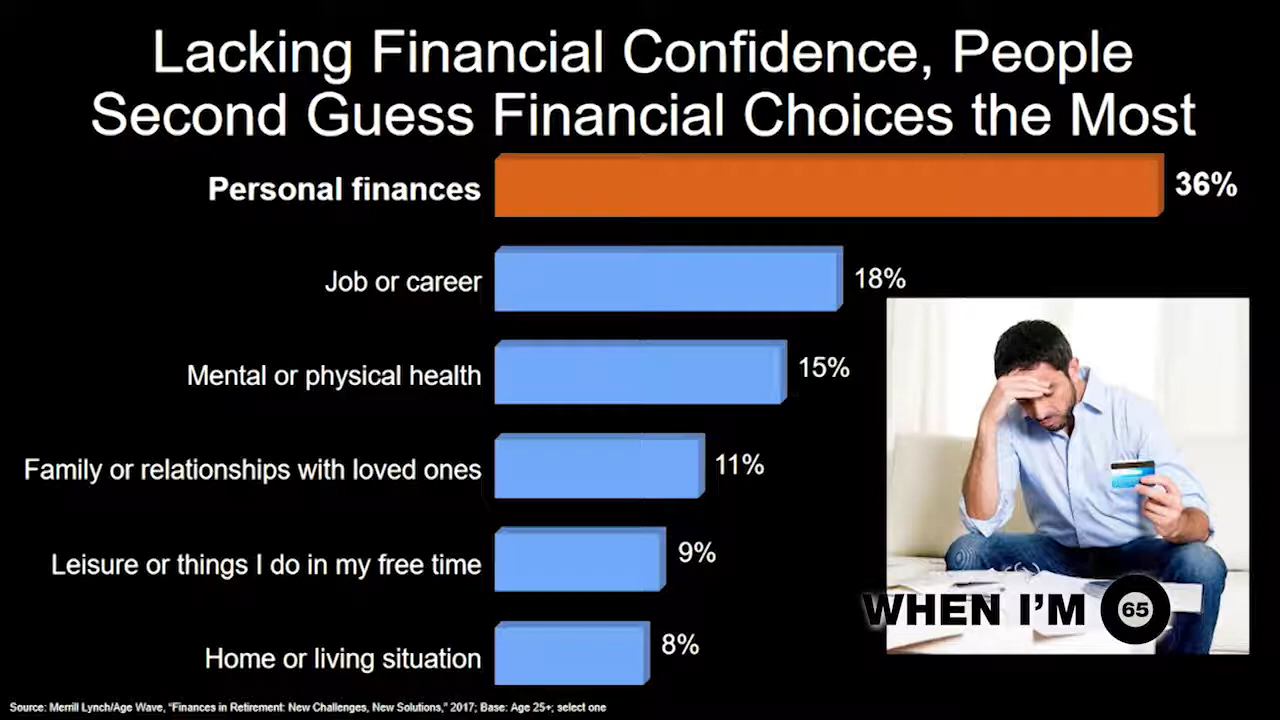 Lacking Financial Confidence, People
Second Guess Financial Choices the Most
Personal finances
36%
Job or career
18%
Mental or physical health
15%
Family or relationships with loved ones
11%
Leisure or things I do in my free time
9%
Home or living situation
8%
WHEN I'M 65
Source: Merrill Lynch/Age Wave, "Finances in Retirement: New Challenges, New Solutions," 2017; Base: Age 25+; select one